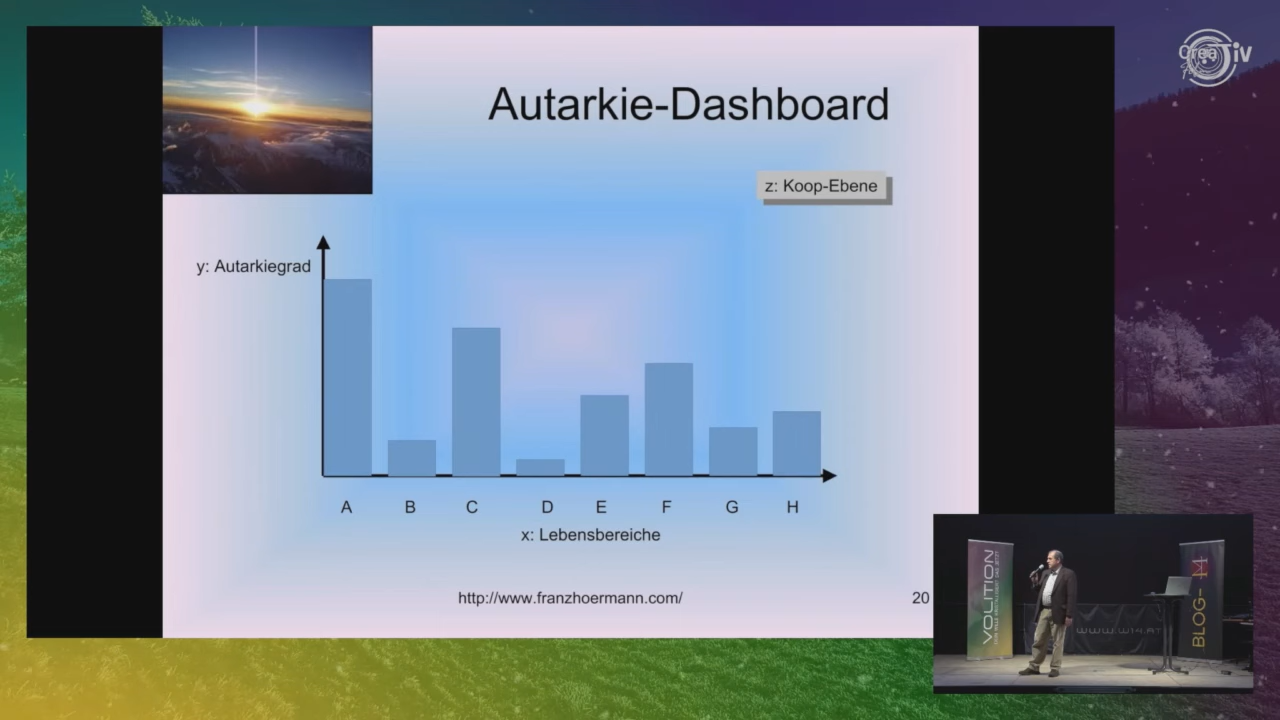 Autarkie-Dashboard
z: Koop-Ebene
y: Autarkiegrad
A B C D E F G H
x: Lebensbereiche
http://www.franzhoermann.com/
20
VOLITION
BLOG-